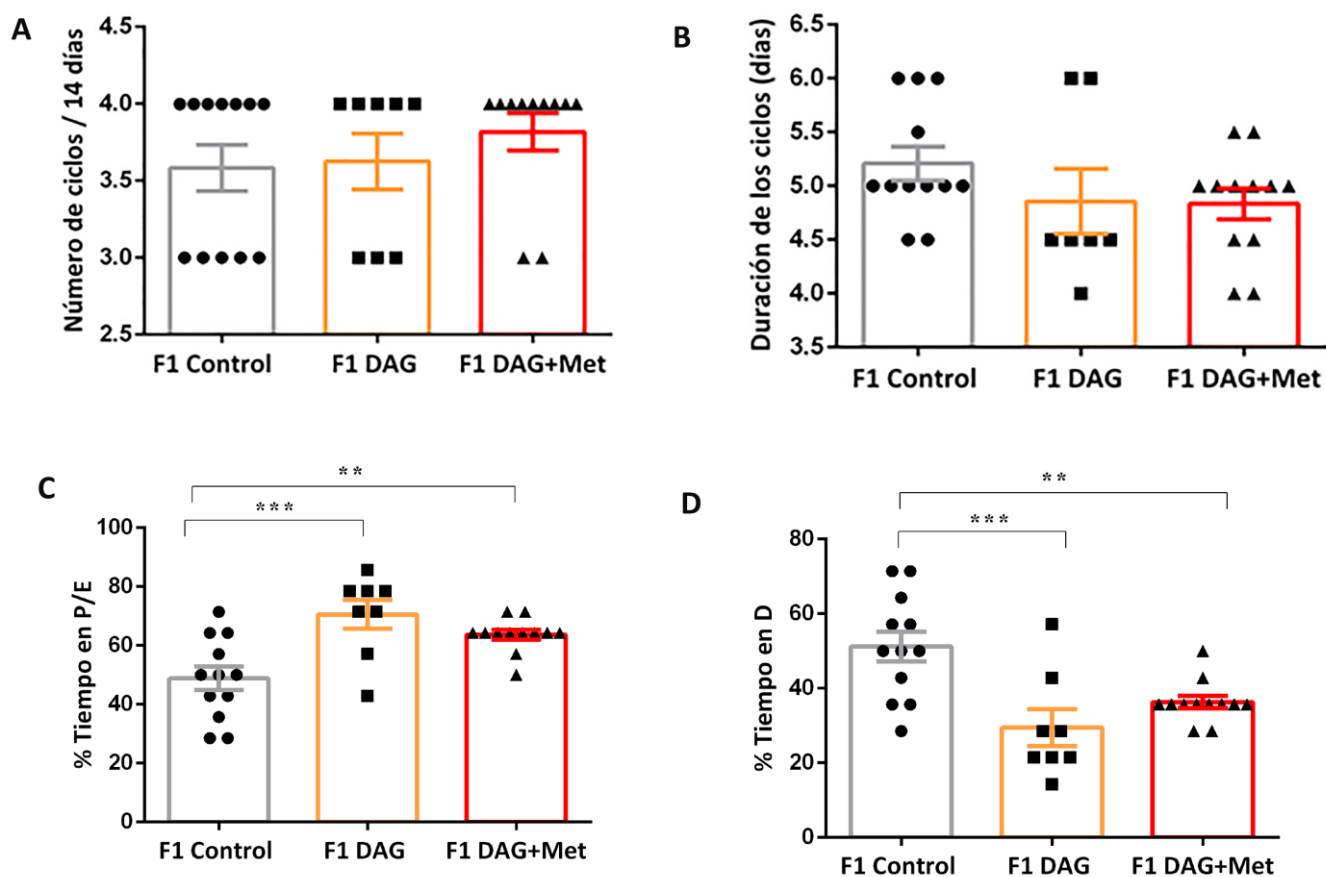 A
Número de ciclos / 14 días
4.5
4.0
3.5
3.0
2.5
F1 Control
F1 DAG
F1 DAG+Met
B
Duración de los ciclos (días)
6.5
6.0
5.5
5.0
4.5
4.0
3.5
F1 Control
F1 DAG
F1 DAG+Met
C
**
***
% Tiempo en P/E
100
80
60
40
20
0
F1 Control
F1 DAG
F1 DAG+Met
D
**
***
% Tiempo en D
80
60
40
20
0
F1 Control
F1 DAG
F1 DAG+Met